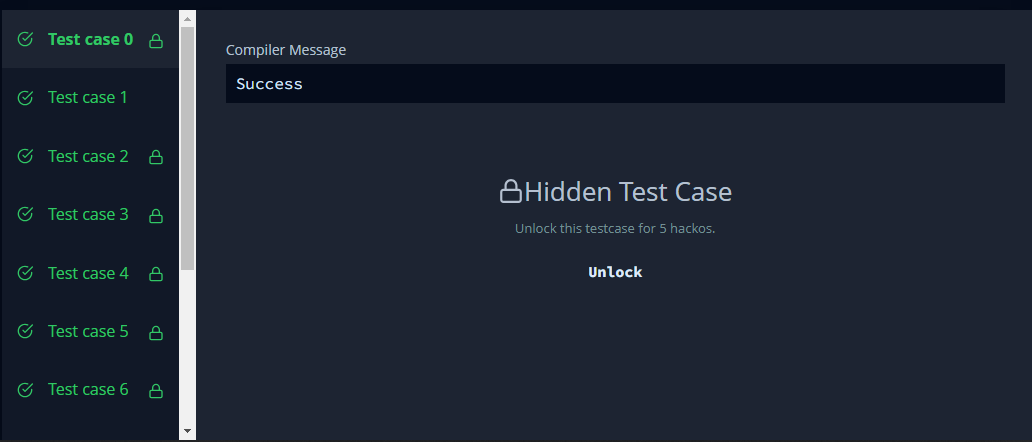 Test case 0
Test case 1
Test case 2
Test case 3
Test case 4
Test case 5
Test case 6
Compiler Message
Success
Hidden Test Case
Unlock this testcase for 5 hackos.
Unlock